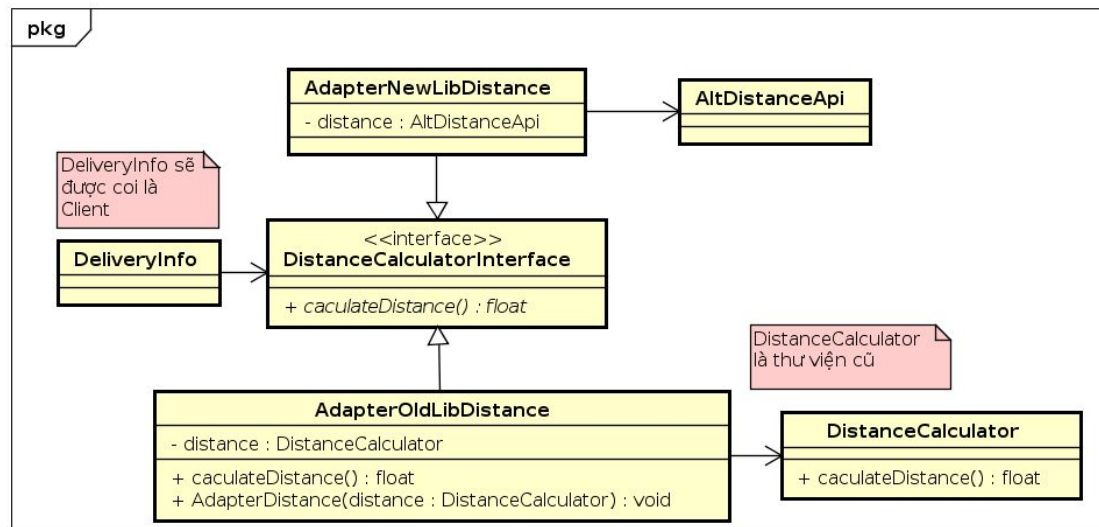 pkg
AdapterNewLibDistance
- distance : AltDistanceApi
AltDistanceApi
DeliveryInfo sẽ
được coi là
Client
DeliveryInfo
<<interface>>
DistanceCalculatorInterface
+ caculateDistance() : float
DistanceCalculator
là thư viện cũ
AdapterOldLibDistance
- distance : DistanceCalculator
+ caculateDistance() : float
+ AdapterDistance(distance : DistanceCalculator) : void
DistanceCalculator
+ caculateDistance() : float